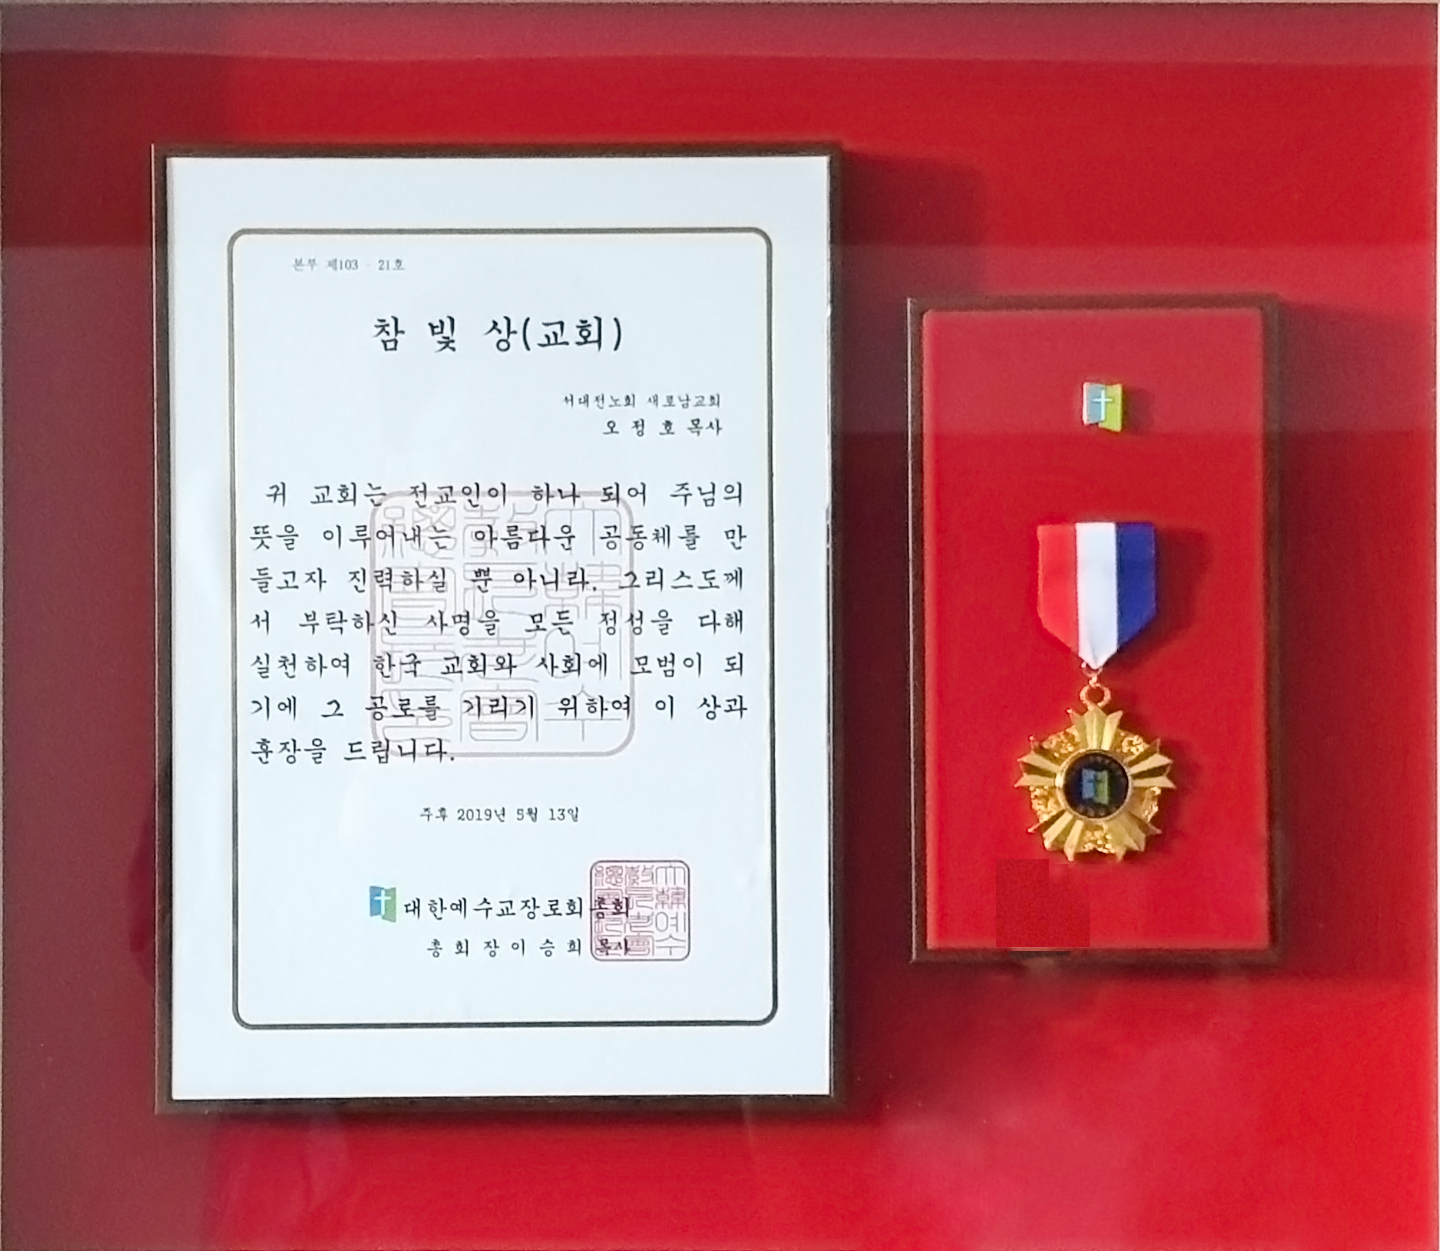 본부 제103 - 21호
참 빛 상(교회)
서대전노회 새로남교회
오 정 호 목사
귀 교회는 전교인이 하나 되어 주님의
뜻을 이루어내는 아름다운 공동체를 만
들고자 진력하실 뿐 아니라, 그리스도께
서 부탁하신 사명을 모든 정성을 다해
실천하여 한국 교회와 사회에 모범이 되
기에 그 공로를 기리기 위하여 이 상과
훈장을 드립니다.
주후 2019년 5월 13일
대한예수교장로회 총회
총 회 장 이 승 희 목사